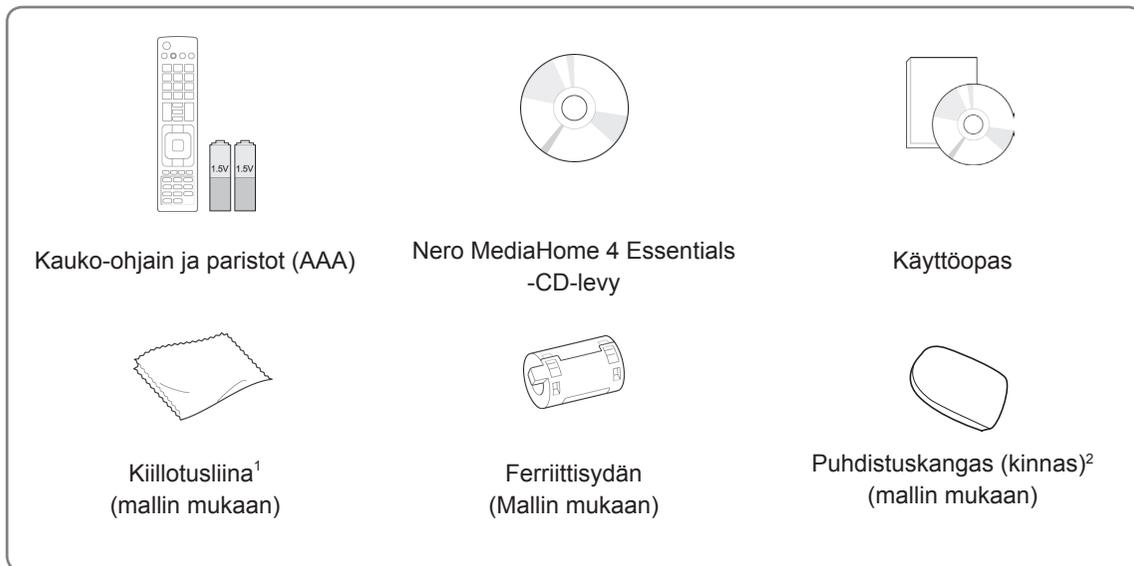 1.5V 1.5V
Kauko-ohjain ja paristot (AAA)
Nero MediaHome 4 Essentials
-CD-levy
Käyttöopas
Kiillotusliina¹
(mallin mukaan)
Ferriittisydän
(Mallin mukaan)
Puhdistuskangas (kinnas)²
(mallin mukaan)